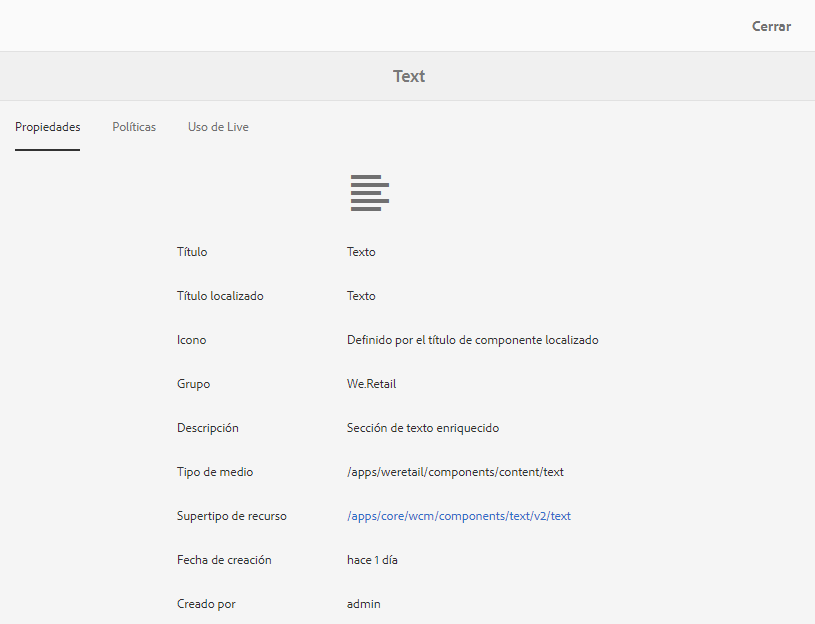 Cerrar
Text
Propiedades Políticas Uso de Live
Título Texto
Título localizado Texto
Icono Definido por el título de componente localizado
Grupo We.Retail
Descripción Sección de texto enriquecido
Tipo de medio /apps/weretail/components/content/text
Supertipo de recurso /apps/core/wcm/components/text/v2/text
Fecha de creación hace 1 día
Creado por admin